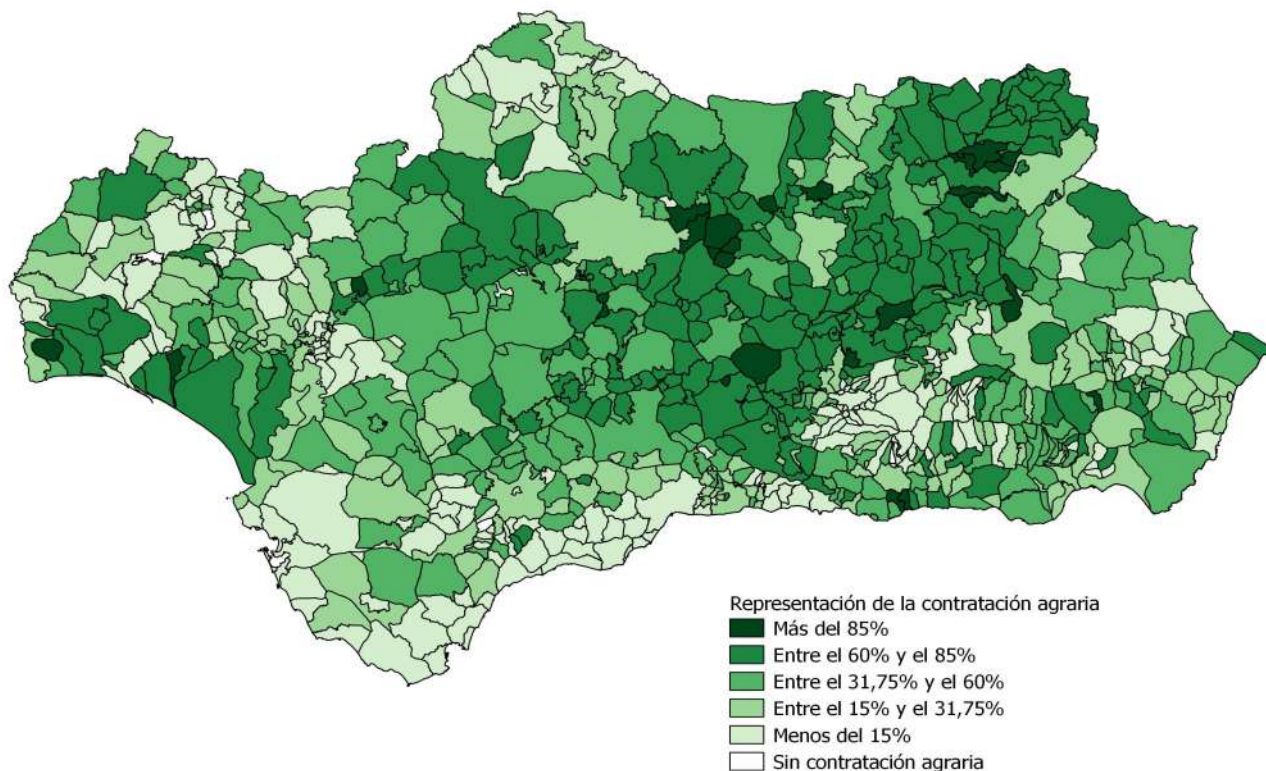 Representación de la contratación agraria
Más del 85%
Entre el 60% y el 85%
Entre el 31,75% y el 60%
Entre el 15% y el 31,75%
Menos del 15%
Sin contratación agraria